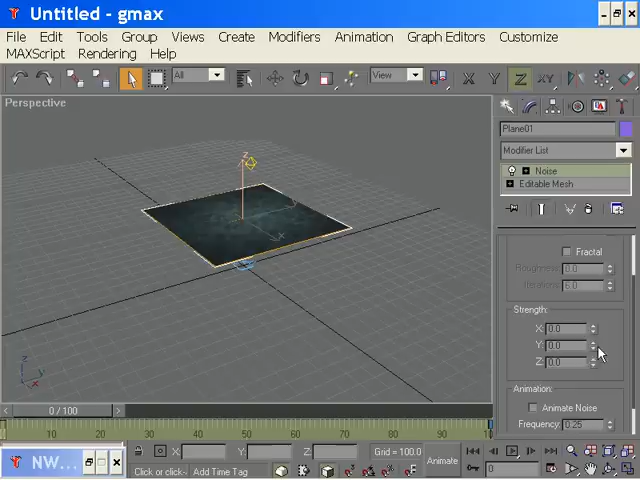 Untitled - gmax
File Edit Tools Group Views Create Modifiers Animation Graph Editors Customize
MAXScript Rendering Help
All
View
X Y Z XY
Perspective
Plane01
Modifier List
Noise
Editable Mesh
Fractal
Roughness: 0.0
Iterations: 6.0
Strength:
X: 0.0
Y: 0.0
Z: 0.0
Animation:
Animate Noise
Frequency: 0.25
z
x
z
y
x
0 / 100
0 10 20 30 40 50 60 70 80 90 100
NW...
X: Y: Z: Grid = 100.0
Animate
Click or click-
Add Time Tag
0